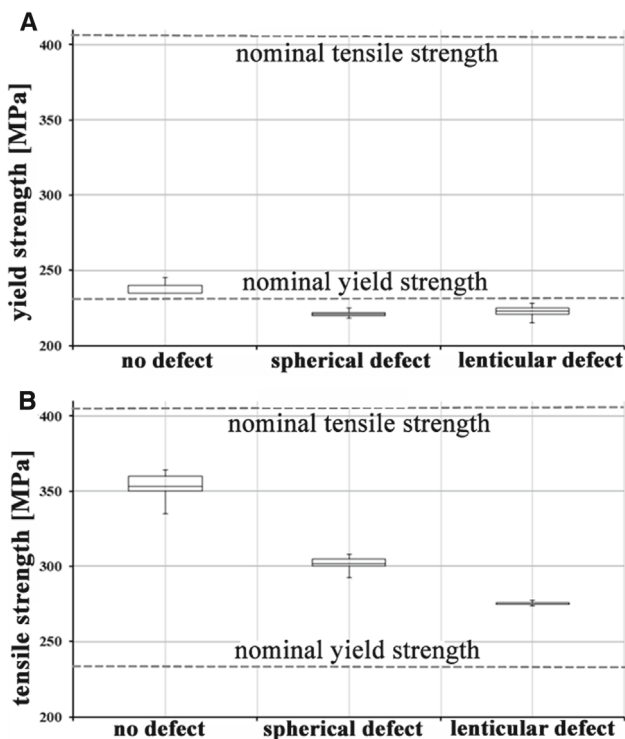 A
400
nominal tensile strength
350
300
250
nominal yield strength
200
yield strength [MPa]
no defect
spherical defect
lenticular defect
B
400
nominal tensile strength
350
300
250
nominal yield strength
200
tensile strength [MPa]
no defect
spherical defect
lenticular defect